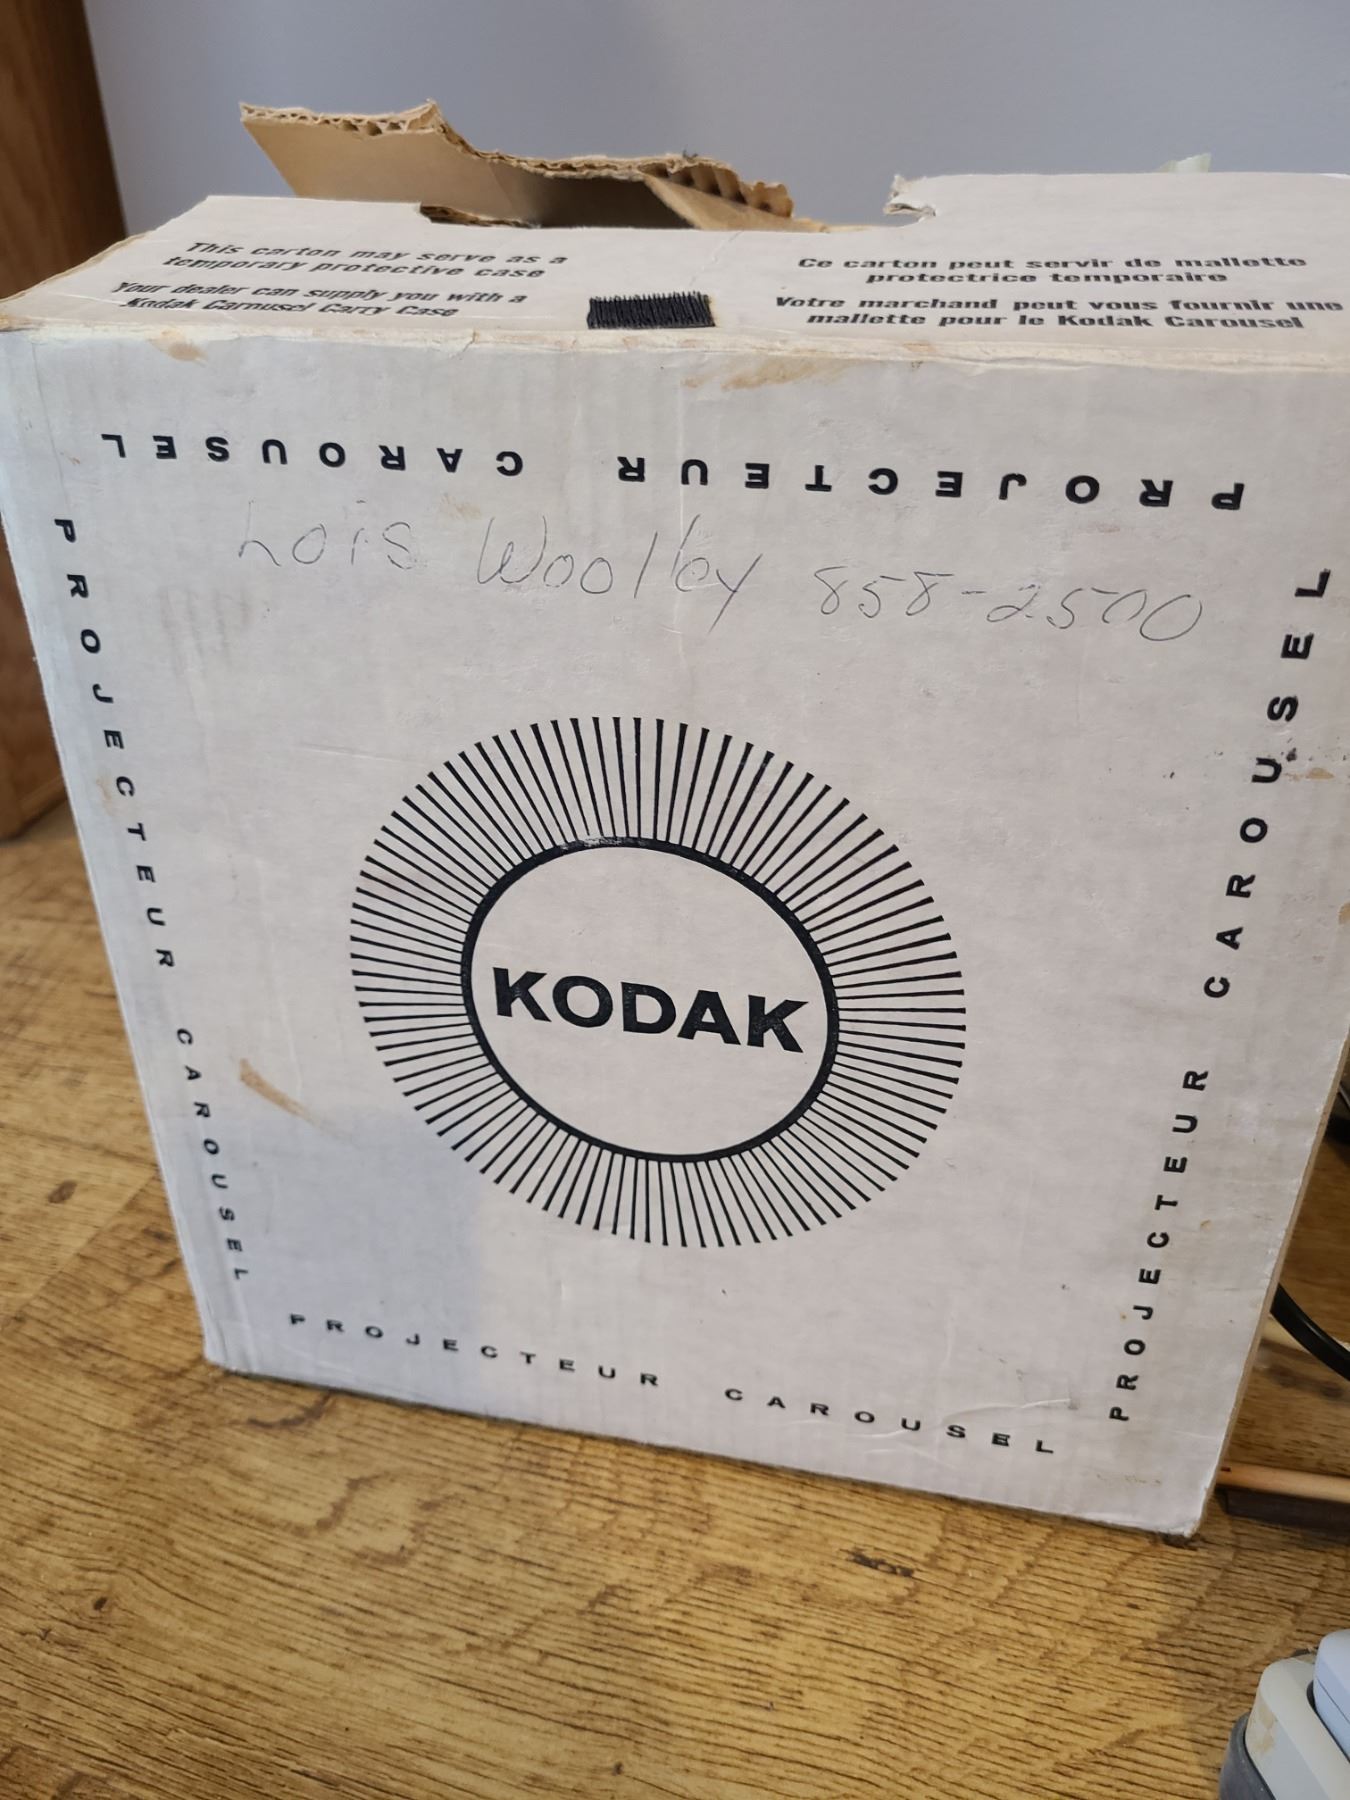 This carton may serve as a
temporary protective case
Your dealer can supply you with a
Kodak Carousel Carry Case
Ce carton peut servir de mallette
protectrice temporaire
Votre marchand peut vous fournir une
mallette pour le Kodak Carousel
PROJECTEUR CAROUSEL
Lois Woolley 858-2500
PROJECTEUR CAROUSEL
KODAK
PROJECTEUR CAROUSEL
PROJECTEUR CAROUSEL